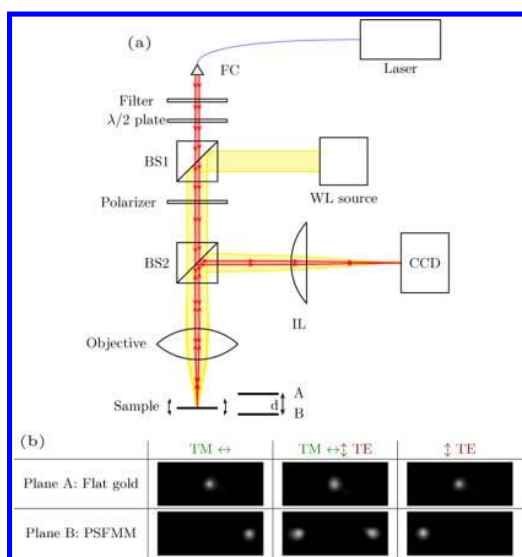 (a)
Laser
FC
Filter
λ/2 plate
BS1
WL source
Polarizer
BS2
CCD
IL
Objective
Sample
A
d
B
(b)
TM ↔ TM ↔↕ TE ↕ TE
Plane A: Flat gold
Plane B: PSFMM